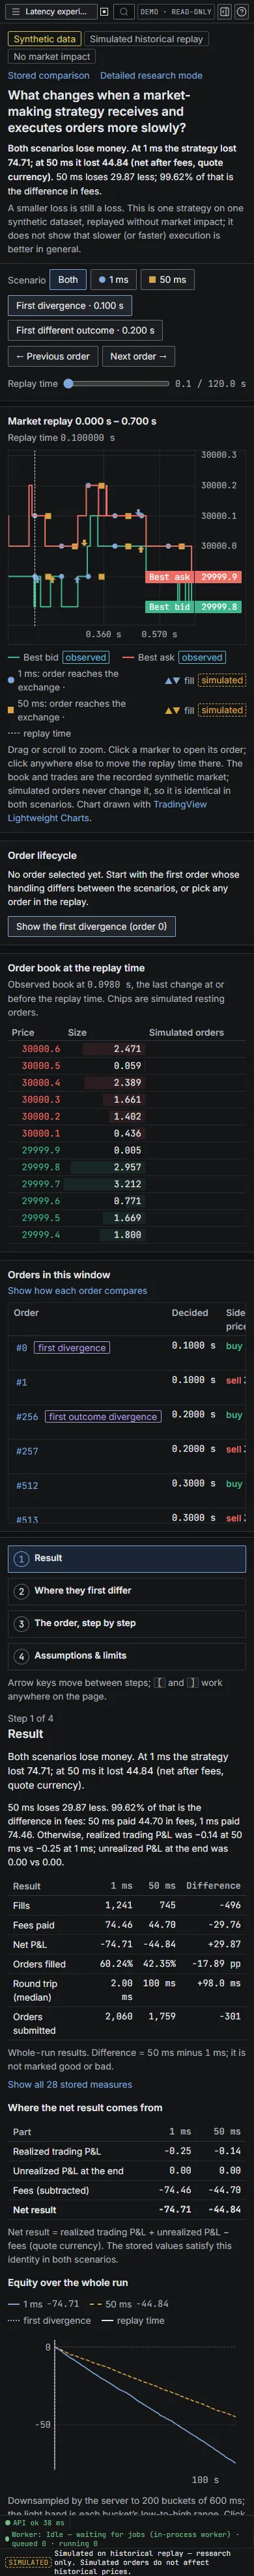 Latency experi…
DEMO · READ-ONLY
Synthetic data
Simulated historical replay
No market impact
Stored comparison
Detailed research mode
What changes when a market-
making strategy receives and
executes orders more slowly?
Both scenarios lose money. At 1 ms the strategy
lost 74.71; at 50 ms it lost 44.84 (net after fees, quote
currency). 50 ms loses 29.87 less; 99.62% of that is
the difference in fees.
A smaller loss is still a loss. This is one strategy on one
synthetic dataset, replayed without market impact; it
does not show that slower (or faster) execution is
better in general.
Scenario
Both
1 ms
50 ms
First divergence · 0.100 s
First different outcome · 0.200 s
← Previous order
Next order →
Replay time
0.1 / 120.0 s
Market replay 0.000 s – 0.700 s
Replay time 0.100000 s
30000.3
30000.2
30000.1
30000.0
Best ask 29999.9
Best bid 29999.8
0.360 s
0.570 s
Best bid observed
Best ask observed
1 ms: order reaches the
exchange ·
fill simulated
50 ms: order reaches the
exchange ·
fill simulated
replay time
Drag or scroll to zoom. Click a marker to open its order;
click anywhere else to move the replay time there. The
book and trades are the recorded synthetic market;
simulated orders never change it, so it is identical in
both scenarios. Chart drawn with TradingView
Lightweight Charts.
Order lifecycle
No order selected yet. Start with the first order whose
handling differs between the scenarios, or pick any
order in the replay.
Show the first divergence (order 0)
Order book at the replay time
Observed book at 0.0980 s, the last change at or
before the replay time. Chips are simulated resting
orders.
Price Size Simulated orders
30000.6 2.471
30000.5 0.059
30000.4 2.389
30000.3 1.661
30000.2 1.402
30000.1 0.436
29999.9 0.005
29999.8 2.957
29999.7 3.212
29999.6 0.771
29999.5 1.669
29999.4 1.800
Orders in this window
Show how each order compares
Order Decided Side
price
#0 first divergence 0.1000 s buy
#1 0.1000 s sell
#256 first outcome divergence 0.2000 s buy
#257 0.2000 s sell
#512 0.3000 s buy
#513 0.3000 s sell
1 Result
2 Where they first differ
3 The order, step by step
4 Assumptions & limits
Arrow keys move between steps; [ and ] work
anywhere on the page.
Step 1 of 4
Result
Both scenarios lose money. At 1 ms the strategy
lost 74.71; at 50 ms it lost 44.84 (net after fees,
quote currency).
50 ms loses 29.87 less. 99.62% of that is the
difference in fees: 50 ms paid 44.70 in fees, 1 ms paid
74.46. Otherwise, realized trading P&L was −0.14 at 50
ms vs −0.25 at 1 ms; unrealized P&L at the end was
0.00 vs 0.00.
Result 1 ms 50 ms Difference
Fills 1,241 745 -496
Fees paid 74.46 44.70 -29.76
Net P&L -74.71 -44.84 +29.87
Orders filled 60.24% 42.35% -17.89 pp
Round trip
(median) 2.00
ms 100 ms +98.0 ms
Orders
submitted 2,060 1,759 -301
Whole-run results. Difference = 50 ms minus 1 ms; it is
not marked good or bad.
Show all 28 stored measures
Where the net result comes from
Part 1 ms 50 ms
Realized trading P&L -0.25 -0.14
Unrealized P&L at the end 0.00 0.00
Fees (subtracted) -74.46 -44.70
Net result -74.71 -44.84
Net result = realized trading P&L + unrealized P&L −
fees (quote currency). The stored values satisfy this
identity in both scenarios.
Equity over the whole run
1 ms -74.71
50 ms -44.84
first divergence
replay time
0
-50
100 s
Downsampled by the server to 200 buckets of 600 ms;
API ok 38 ms
Worker: Idle — waiting for jobs (in-process worker) ·
queued 0 · running 0
SIMULATED
Simulated on historical replay — research
only. Simulated orders do not affect
historical prices.